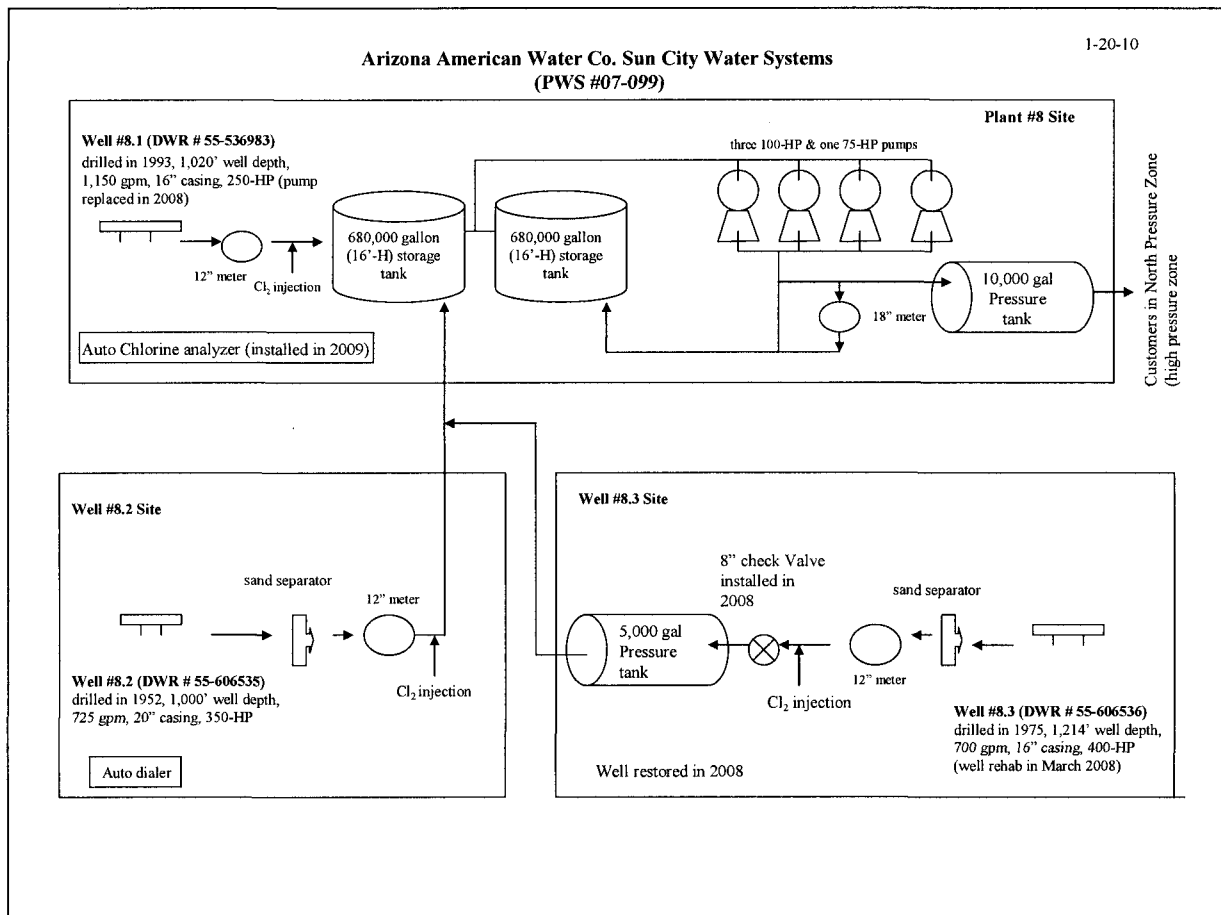 1-20-10
Arizona American Water Co. Sun City Water Systems
(PWS #07-099)
Plant #8 Site
Well #8.1 (DWR # 55-536983)
drilled in 1993, 1,020' well depth,
1,150 gpm, 16" casing, 250-HP (pump
replaced in 2008)
12" meter
Cl2 injection
680,000 gallon
(16'-H) storage
tank
680,000 gallon
(16'-H) storage
tank
three 100-HP & one 75-HP pumps
18" meter
10,000 gal
Pressure
tank
Customers in North Pressure Zone
(high pressure zone)
Auto Chlorine analyzer (installed in 2009)
Well #8.2 Site
sand separator
12" meter
Cl2 injection
Well #8.2 (DWR # 55-606535)
drilled in 1952, 1,000' well depth,
725 gpm, 20" casing, 350-HP
Auto dialer
Well #8.3 Site
8" check Valve
installed in
2008
sand separator
5,000 gal
Pressure
tank
Cl2 injection
12" meter
Well #8.3 (DWR # 55-606536)
drilled in 1975, 1,214' well depth,
700 gpm, 16" casing, 400-HP
(well rehab in March 2008)
Well restored in 2008